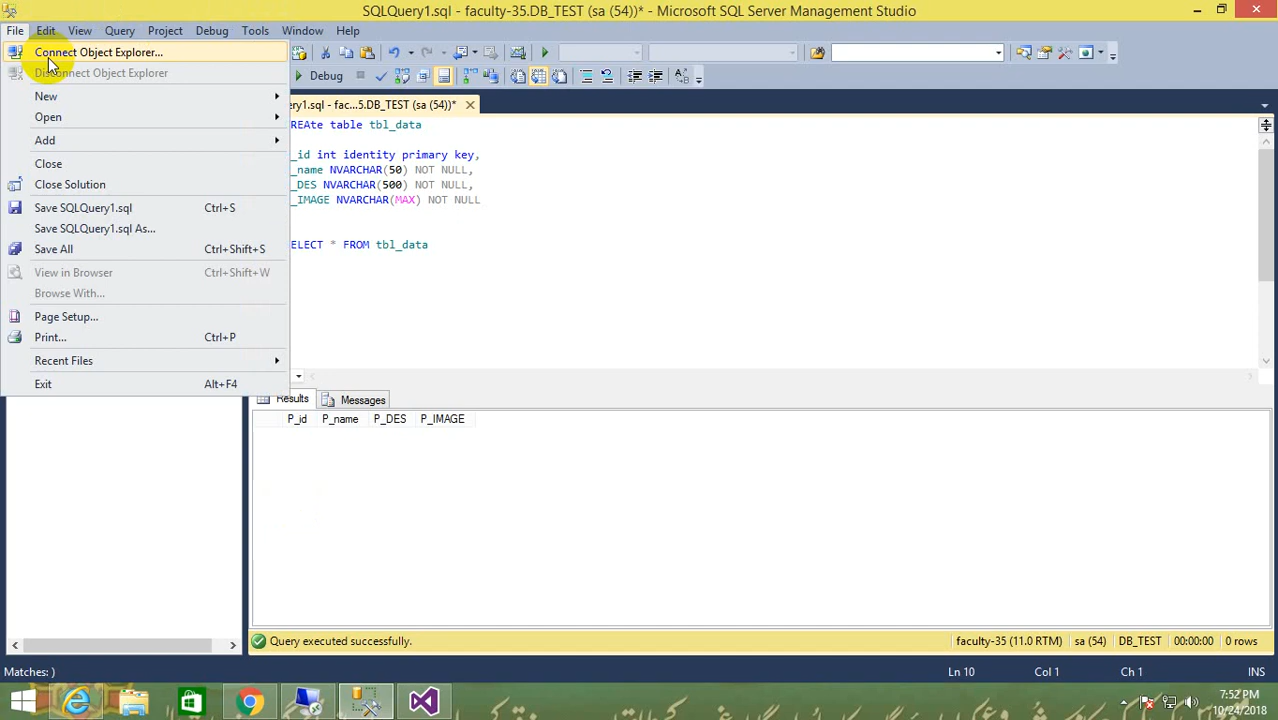 SQLQuery1.sql - faculty-35.DB_TEST (sa (54))* - Microsoft SQL Server Management Studio
File Edit View Query Project Debug Tools Window Help
Connect Object Explorer...
Disconnect Object Explorer
Debug
New
Open
ry1.sql - fac...5.DB_TEST (sa (54))*
REAte table tbl_data
Add
_id int identity primary key,
Close
_name NVARCHAR(50) NOT NULL,
Close Solution
_DES NVARCHAR(500) NOT NULL,
_IMAGE NVARCHAR(MAX) NOT NULL
Save SQLQuery1.sql Ctrl+S
Save SQLQuery1.sql As...
ELECT * FROM tbl_data
Save All Ctrl+Shift+S
View in Browser Ctrl+Shift+W
Browse With...
Page Setup...
Print... Ctrl+P
Recent Files
Exit Alt+F4
Results Messages
P_id P_name P_DES P_IMAGE
Query executed successfully. faculty-35 (11.0 RTM) sa (54) DB_TEST 00:00:00 0 rows
Matches: ) Ln 10 Col 1 Ch 1 INS
7:52 PM
10/24/2018